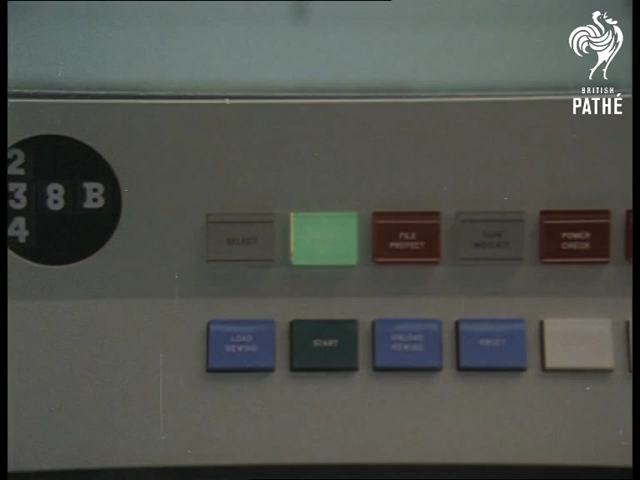 BRITISH
PATHÉ
2
3 8 B
4
SELECT
FILE
PROTECT
TAPE
INDICATE
POWER
CHECK
LOAD
REWIND
START
UNLOAD
REWIND
RESET